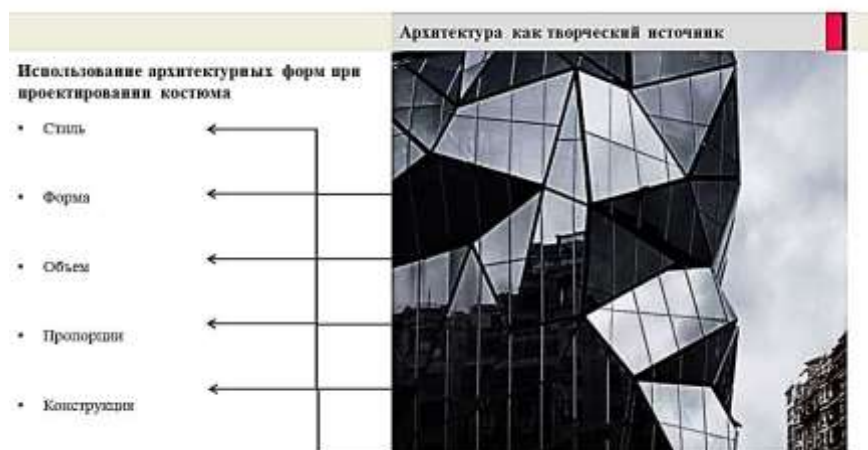 Архитектура как творческий источник
Использование архитектурных форм при
проектировании костюма
• Стиль
• Форма
• Объем
• Пропорции
• Конструкция